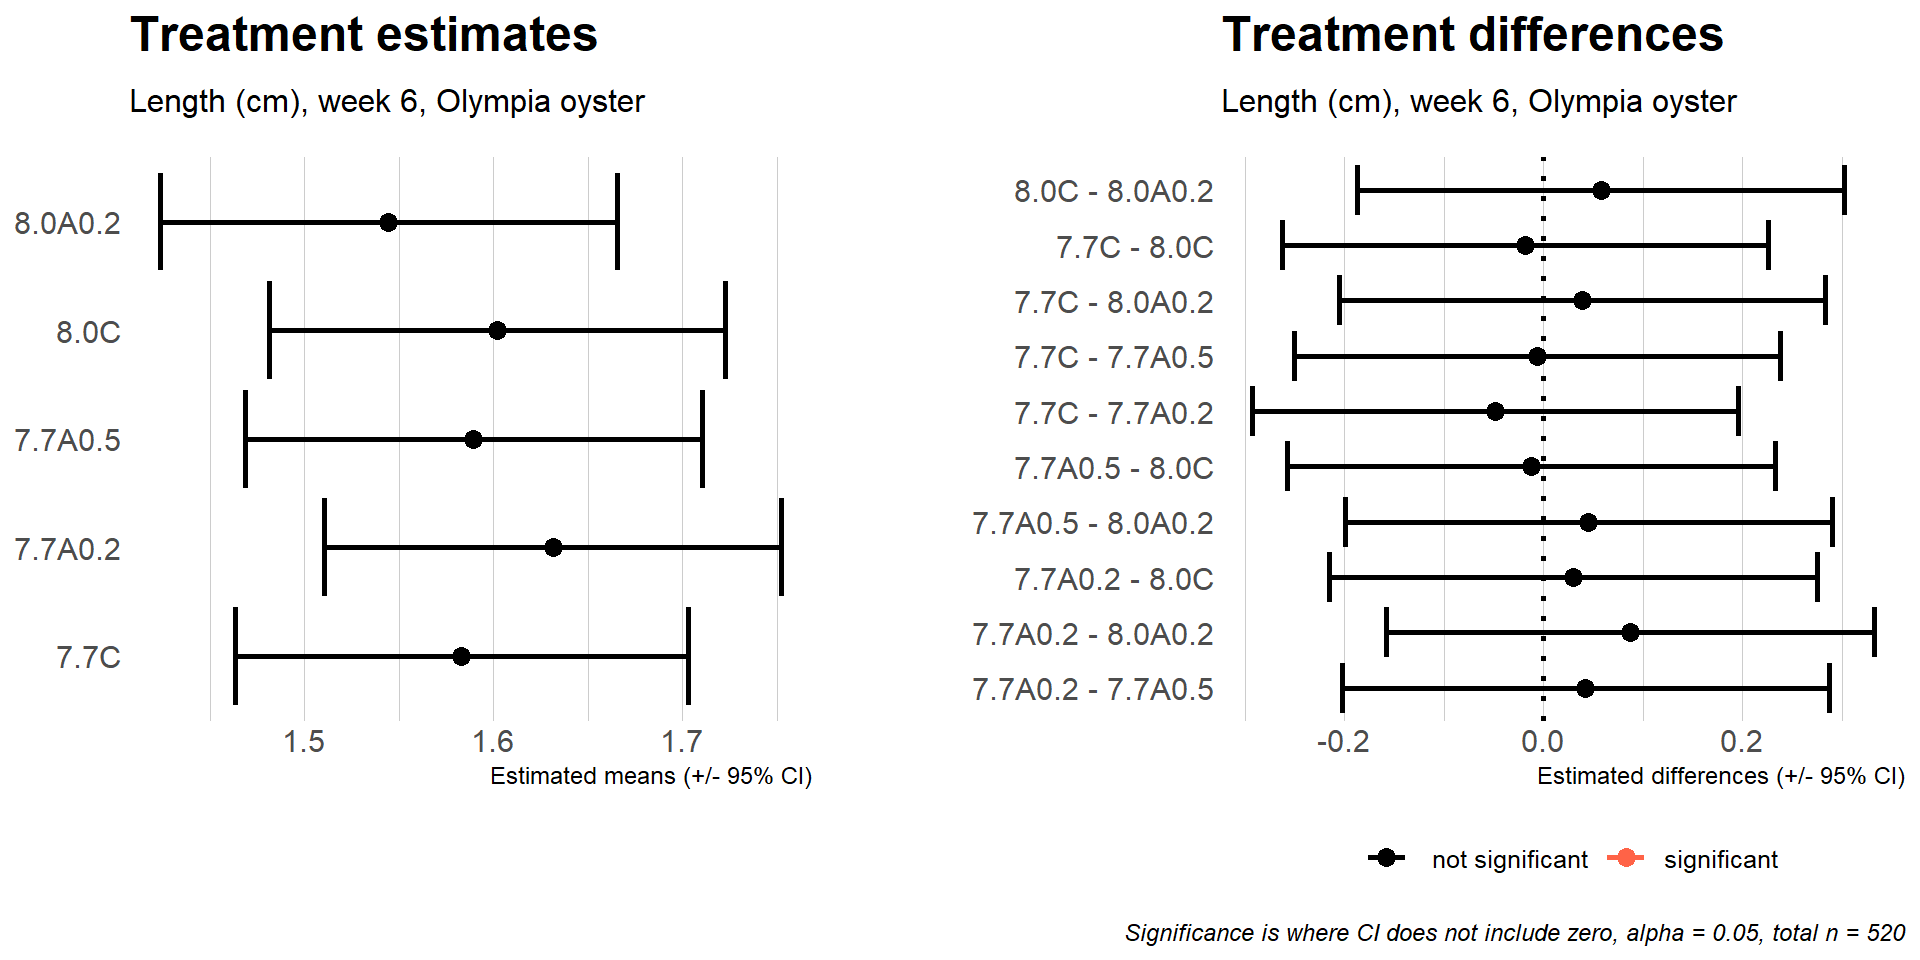 Treatment estimates
Length (cm), week 6, Olympia oyster
8.0A0.2
8.0C
7.7A0.5
7.7A0.2
7.7C
1.5 1.6 1.7
Estimated means (+/- 95% CI)
Treatment differences
Length (cm), week 6, Olympia oyster
8.0C - 8.0A0.2
7.7C - 8.0C
7.7C - 8.0A0.2
7.7C - 7.7A0.5
7.7C - 7.7A0.2
7.7A0.5 - 8.0C
7.7A0.5 - 8.0A0.2
7.7A0.2 - 8.0C
7.7A0.2 - 8.0A0.2
7.7A0.2 - 7.7A0.5
-0.2 0.0 0.2
Estimated differences (+/- 95% CI)
not significant significant
Significance is where CI does not include zero, alpha = 0.05, total n = 520